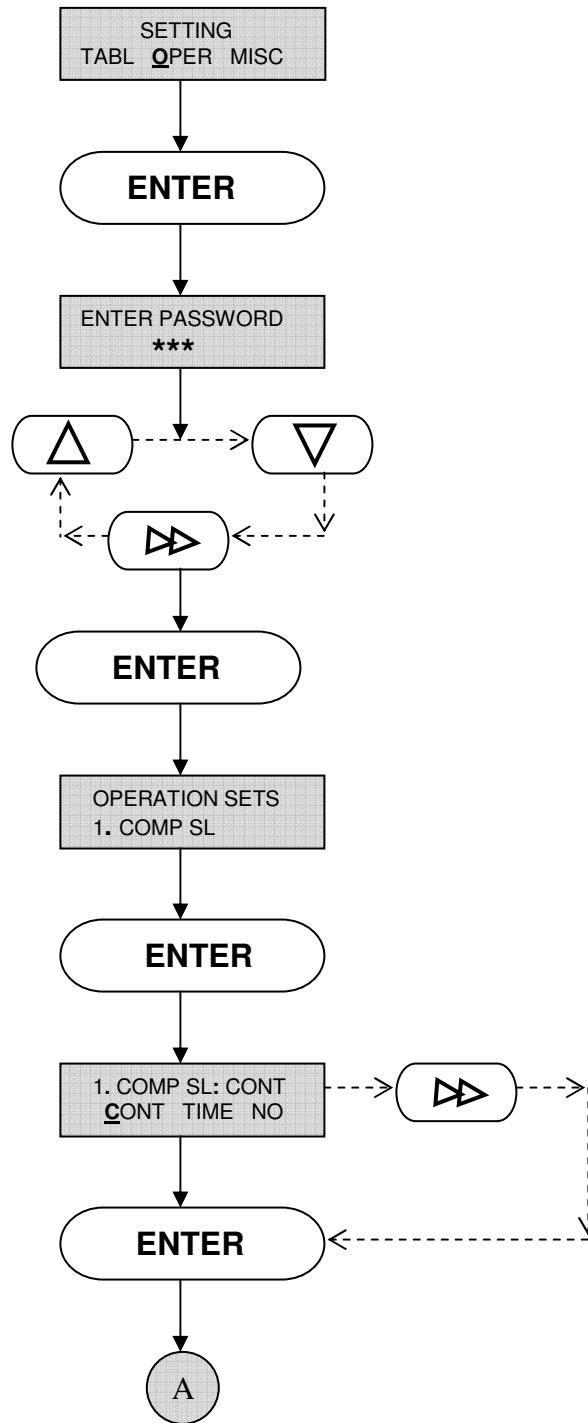 SETTING
TABL OPER MISC
ENTER
ENTER PASSWORD
***
ENTER
OPERATION SETS
1. COMP SL
ENTER
1. COMP SL: CONT
CONT TIME NO
ENTER
A